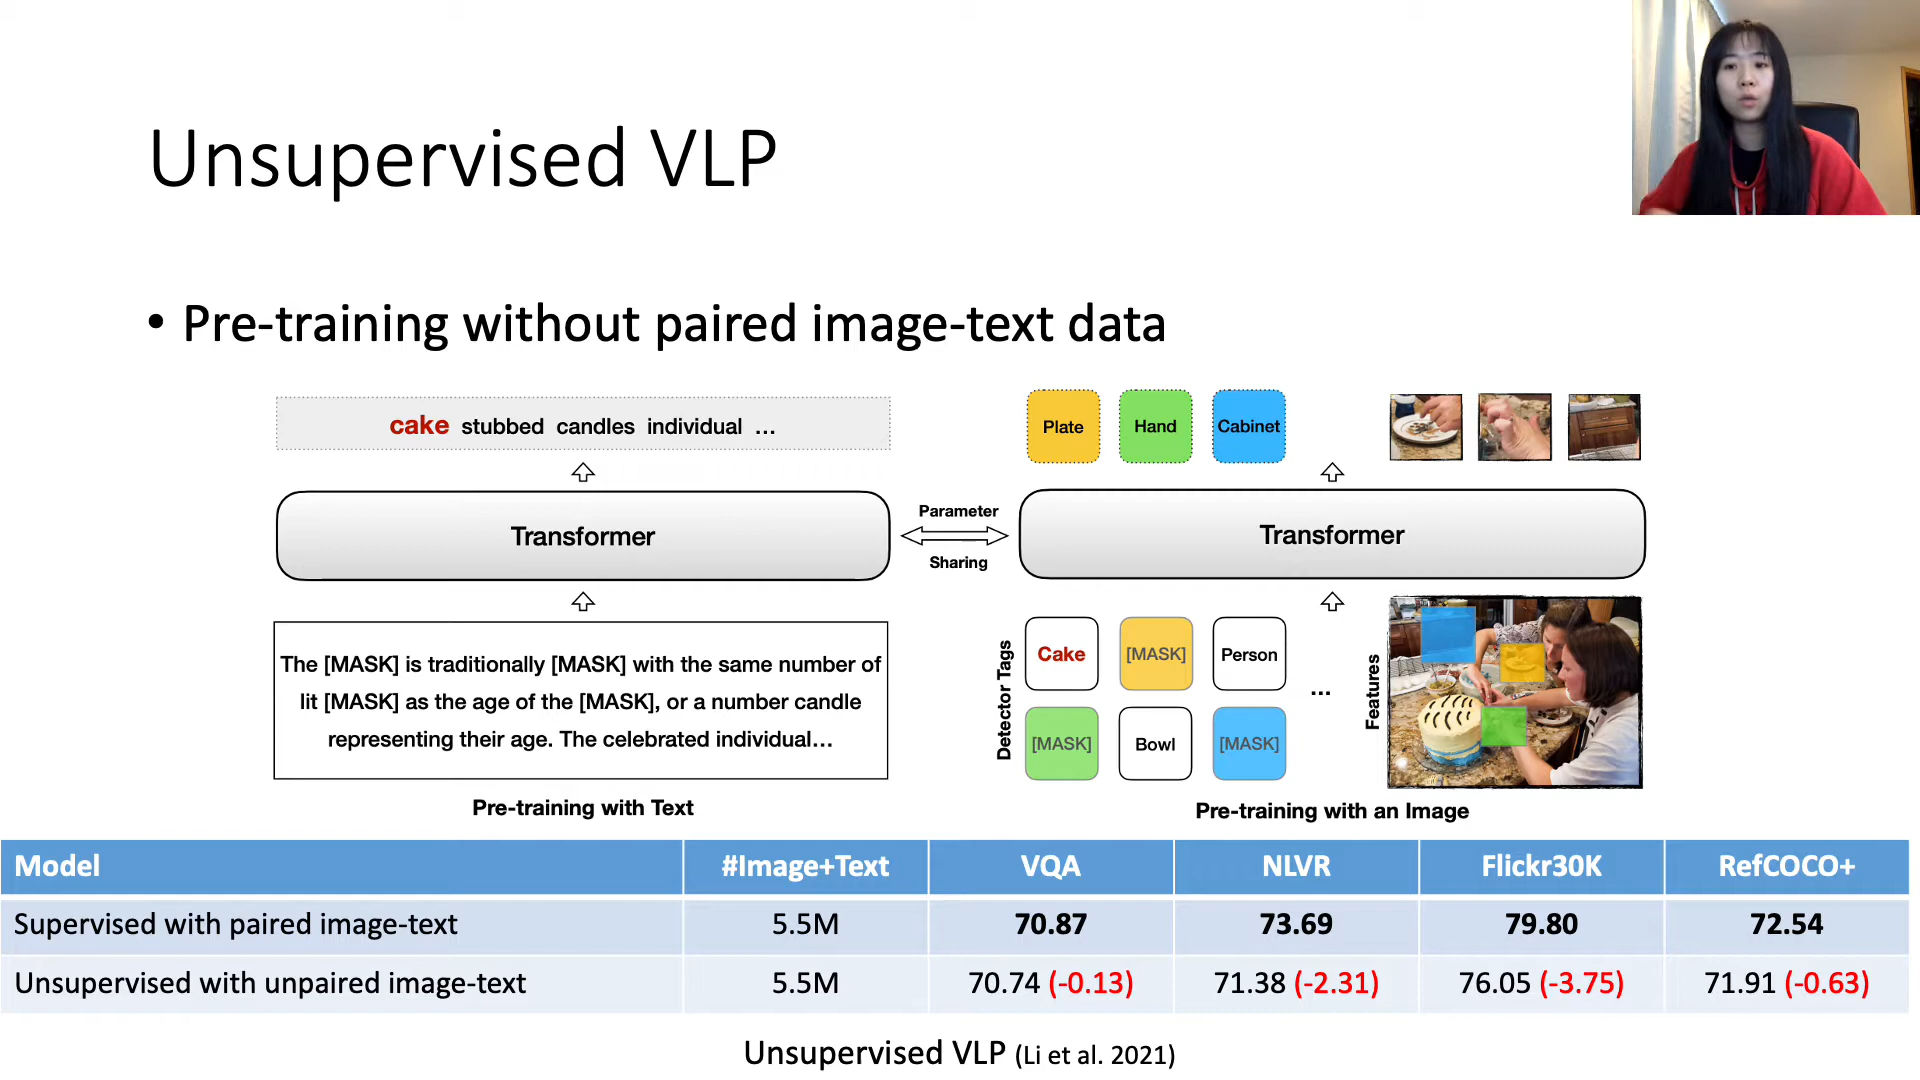 Unsupervised VLP
• Pre-training without paired image-text data
cake stubbed candles individual ...
Transformer
The [MASK] is traditionally [MASK] with the same number of
lit [MASK] as the age of the [MASK], or a number candle
representing their age. The celebrated individual...
Pre-training with Text
Parameter
Sharing
Plate Hand Cabinet
Transformer
Detector Tags
Cake [MASK] Person
...
[MASK] Bowl [MASK]
Features
Pre-training with an Image
Model #Image+Text VQA NLVR Flickr30K RefCOCO+
Supervised with paired image-text 5.5M 70.87 73.69 79.80 72.54
Unsupervised with unpaired image-text 5.5M 70.74 (-0.13) 71.38 (-2.31) 76.05 (-3.75) 71.91 (-0.63)
Unsupervised VLP (Li et al. 2021)